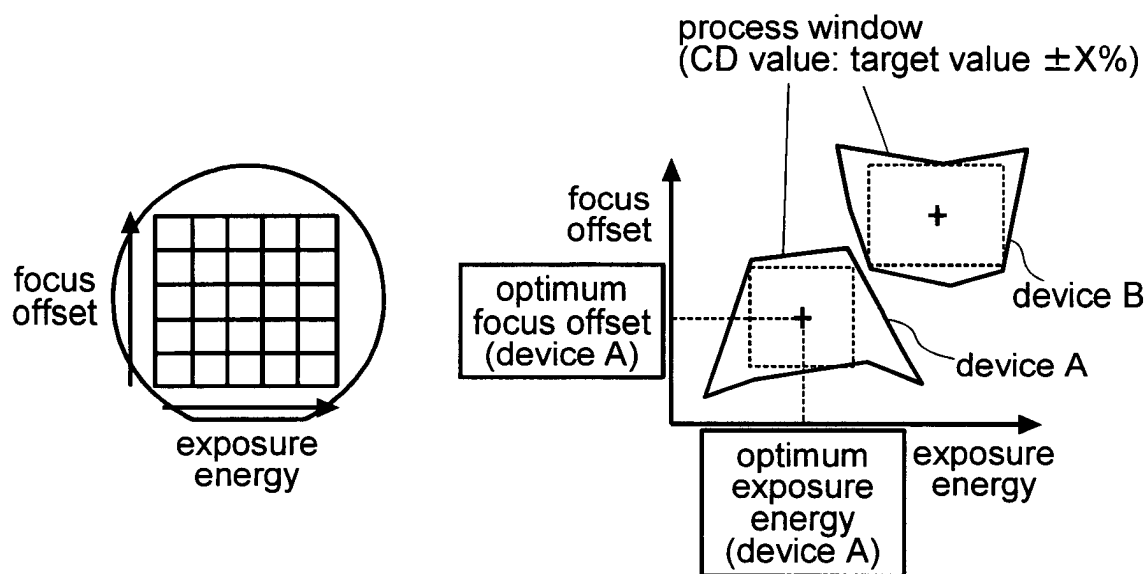 process window
(CD value: target value ±X%)
focus
offset
exposure
energy
focus
offset
optimum
focus offset
(device A)
device B
device A
optimum
exposure
energy
(device A)
exposure
energy